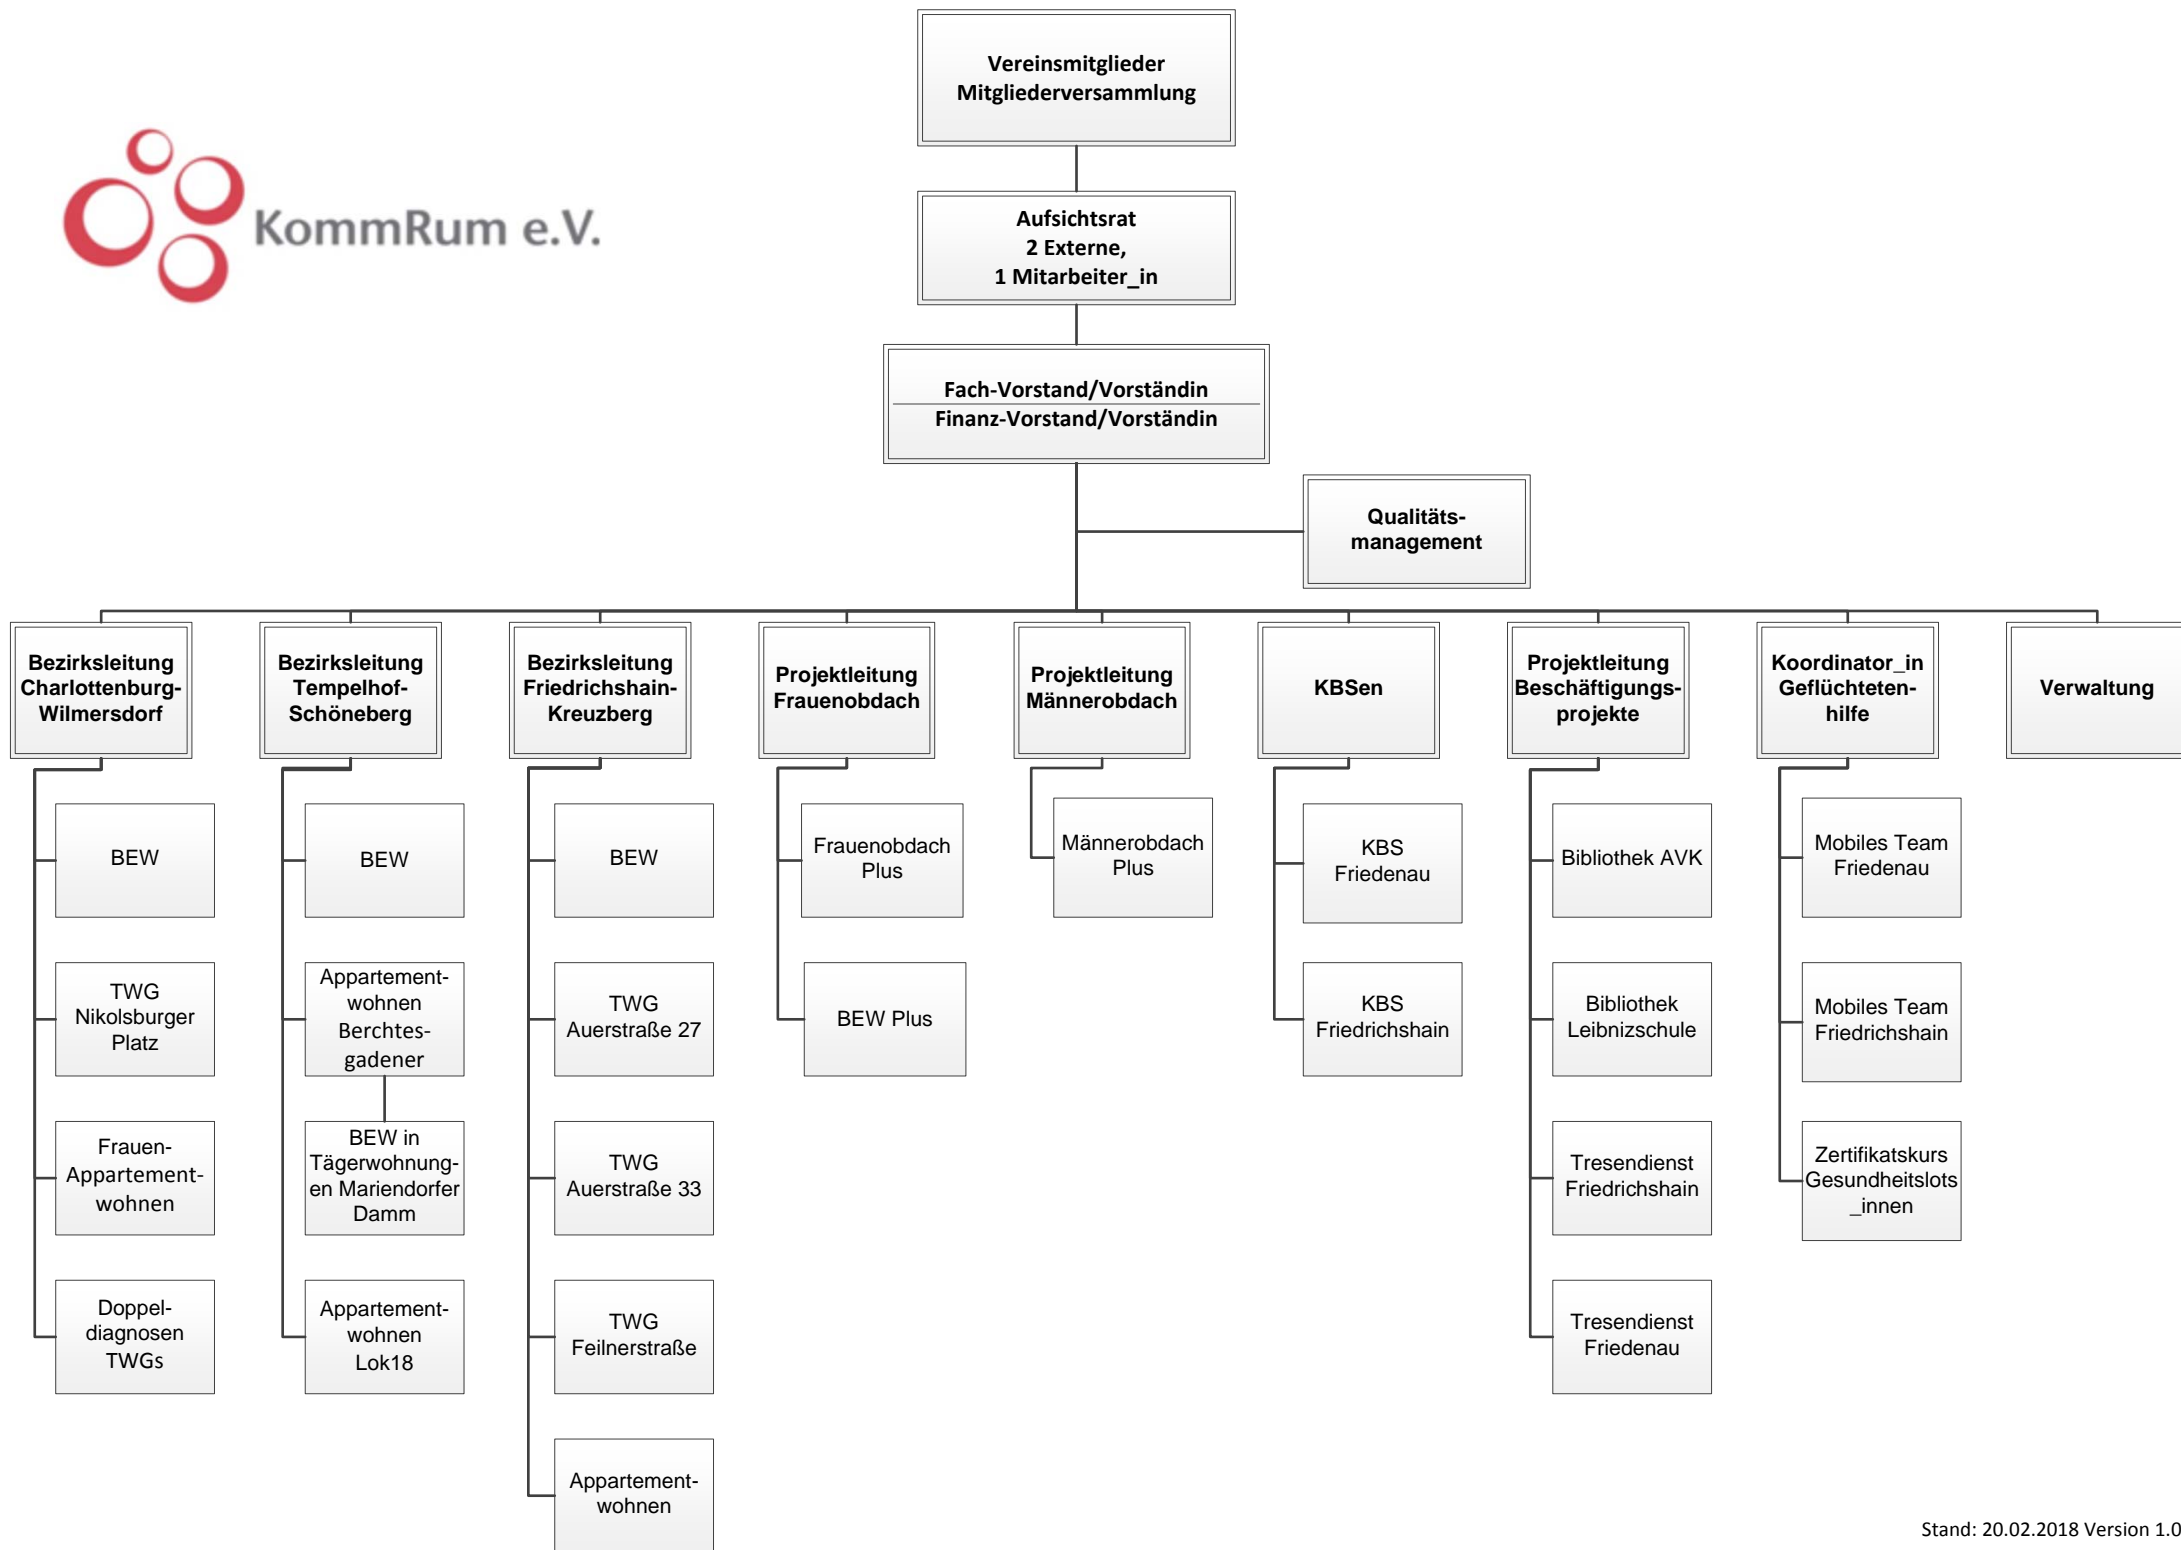 Vereinsmitglieder
Mitgliederversammlung
KommRum e.V.
Aufsichtsrat
2 Externe,
1 Mitarbeiter_in
Fach-Vorstand/Vorständin
Finanz-Vorstand/Vorständin
Qualitäts-
management
Bezirksleitung
Charlottenburg-
Wilmersdorf
Bezirksleitung
Tempelhof-
Schöneberg
Bezirksleitung
Friedrichshain-
Kreuzberg
Projektleitung
Frauenobdach
Projektleitung
Männerobdach
KBSen
Projektleitung
Beschäftigungs-
projekte
Koordinator_in
Geflüchteten-
hilfe
Verwaltung
BEW
TWG
Nikolsburger
Platz
Frauen-
Appartement-
wohnen
Doppel-
diagnosen
TWGs
BEW
Appartement-
wohnen
Berchtes-
gadener
BEW in
Tägerwohnung-
en Mariendorfer
Damm
Appartement-
wohnen
Lok18
BEW
TWG
Auerstraße 27
TWG
Auerstraße 33
TWG
Feilnerstraße
Appartement-
wohnen
Frauenobdach
Plus
BEW Plus
Männerobdach
Plus
KBS
Friedenau
KBS
Friedrichshain
Bibliothek AVK
Bibliothek
Leibnizschule
Tresendienst
Friedrichshain
Tresendienst
Friedenau
Mobiles Team
Friedenau
Mobiles Team
Friedrichshain
Zertifikatskurs
Gesundheitslots
_innen
Stand: 20.02.2018 Version 1.0